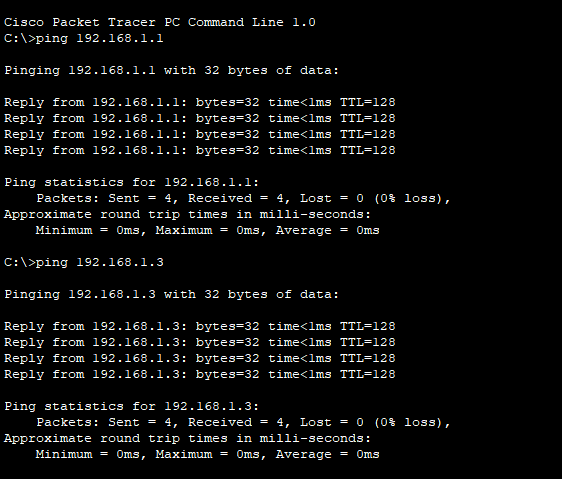 Cisco Packet Tracer PC Command Line 1.0
C:\>ping 192.168.1.1
Pinging 192.168.1.1 with 32 bytes of data:
Reply from 192.168.1.1: bytes=32 time<1ms TTL=128
Reply from 192.168.1.1: bytes=32 time<1ms TTL=128
Reply from 192.168.1.1: bytes=32 time<1ms TTL=128
Reply from 192.168.1.1: bytes=32 time<1ms TTL=128
Ping statistics for 192.168.1.1:
Packets: Sent = 4, Received = 4, Lost = 0 (0% loss),
Approximate round trip times in milli-seconds:
Minimum = 0ms, Maximum = 0ms, Average = 0ms
C:\>ping 192.168.1.3
Pinging 192.168.1.3 with 32 bytes of data:
Reply from 192.168.1.3: bytes=32 time<1ms TTL=128
Reply from 192.168.1.3: bytes=32 time<1ms TTL=128
Reply from 192.168.1.3: bytes=32 time<1ms TTL=128
Reply from 192.168.1.3: bytes=32 time<1ms TTL=128
Ping statistics for 192.168.1.3:
Packets: Sent = 4, Received = 4, Lost = 0 (0% loss),
Approximate round trip times in milli-seconds:
Minimum = 0ms, Maximum = 0ms, Average = 0ms